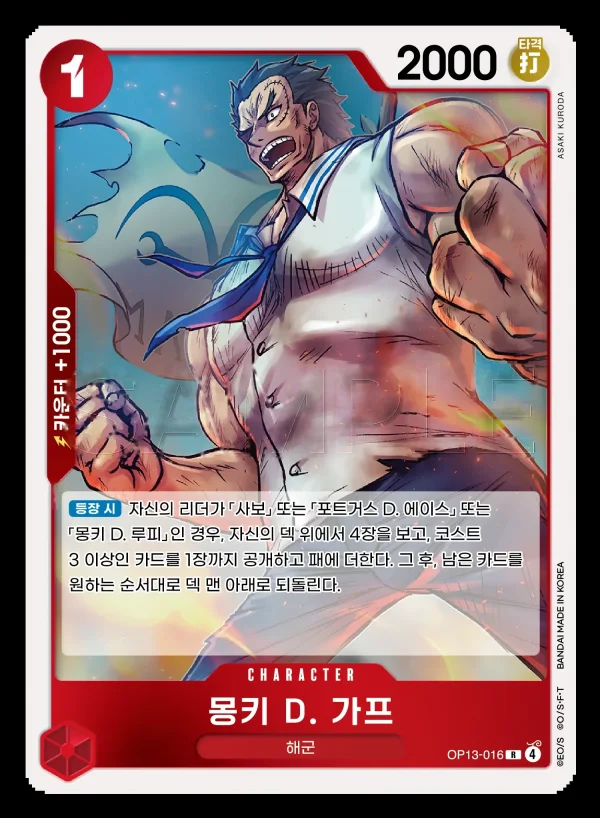 1
2000
타격
打
ASAKI KURODA
MA
카운터 +1000
SAMPLE
등장 시 자신의 리더가 「사보」 또는 「포트거스 D. 에이스」 또는
「몽키 D. 루피」인 경우, 자신의 덱 위에서 4장을 보고, 코스트
3 이상인 카드를 1장까지 공개하고 패에 더한다. 그 후, 남은 카드를
원하는 순서대로 덱 맨 아래로 되돌린다.
CHARACTER
몽키 D. 가프
해군
OP13-016 R 4
©EO/S ©O/S·F·T BANDAI MADE IN KOREA